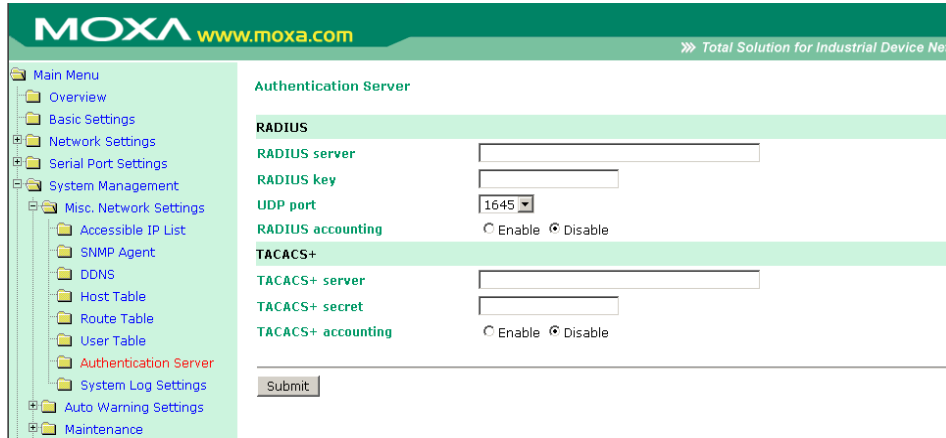 MOXA www.moxa.com
Total Solution for Industrial Device Ne
Main Menu
Overview
Basic Settings
Network Settings
Serial Port Settings
System Management
Misc. Network Settings
Accessible IP List
SNMP Agent
DDNS
Host Table
Route Table
User Table
Authentication Server
System Log Settings
Auto Warning Settings
Maintenance
Authentication Server
RADIUS
RADIUS server
RADIUS key
UDP port 1645
RADIUS accounting Enable Disable
TACACS+
TACACS+ server
TACACS+ secret
TACACS+ accounting Enable Disable
Submit